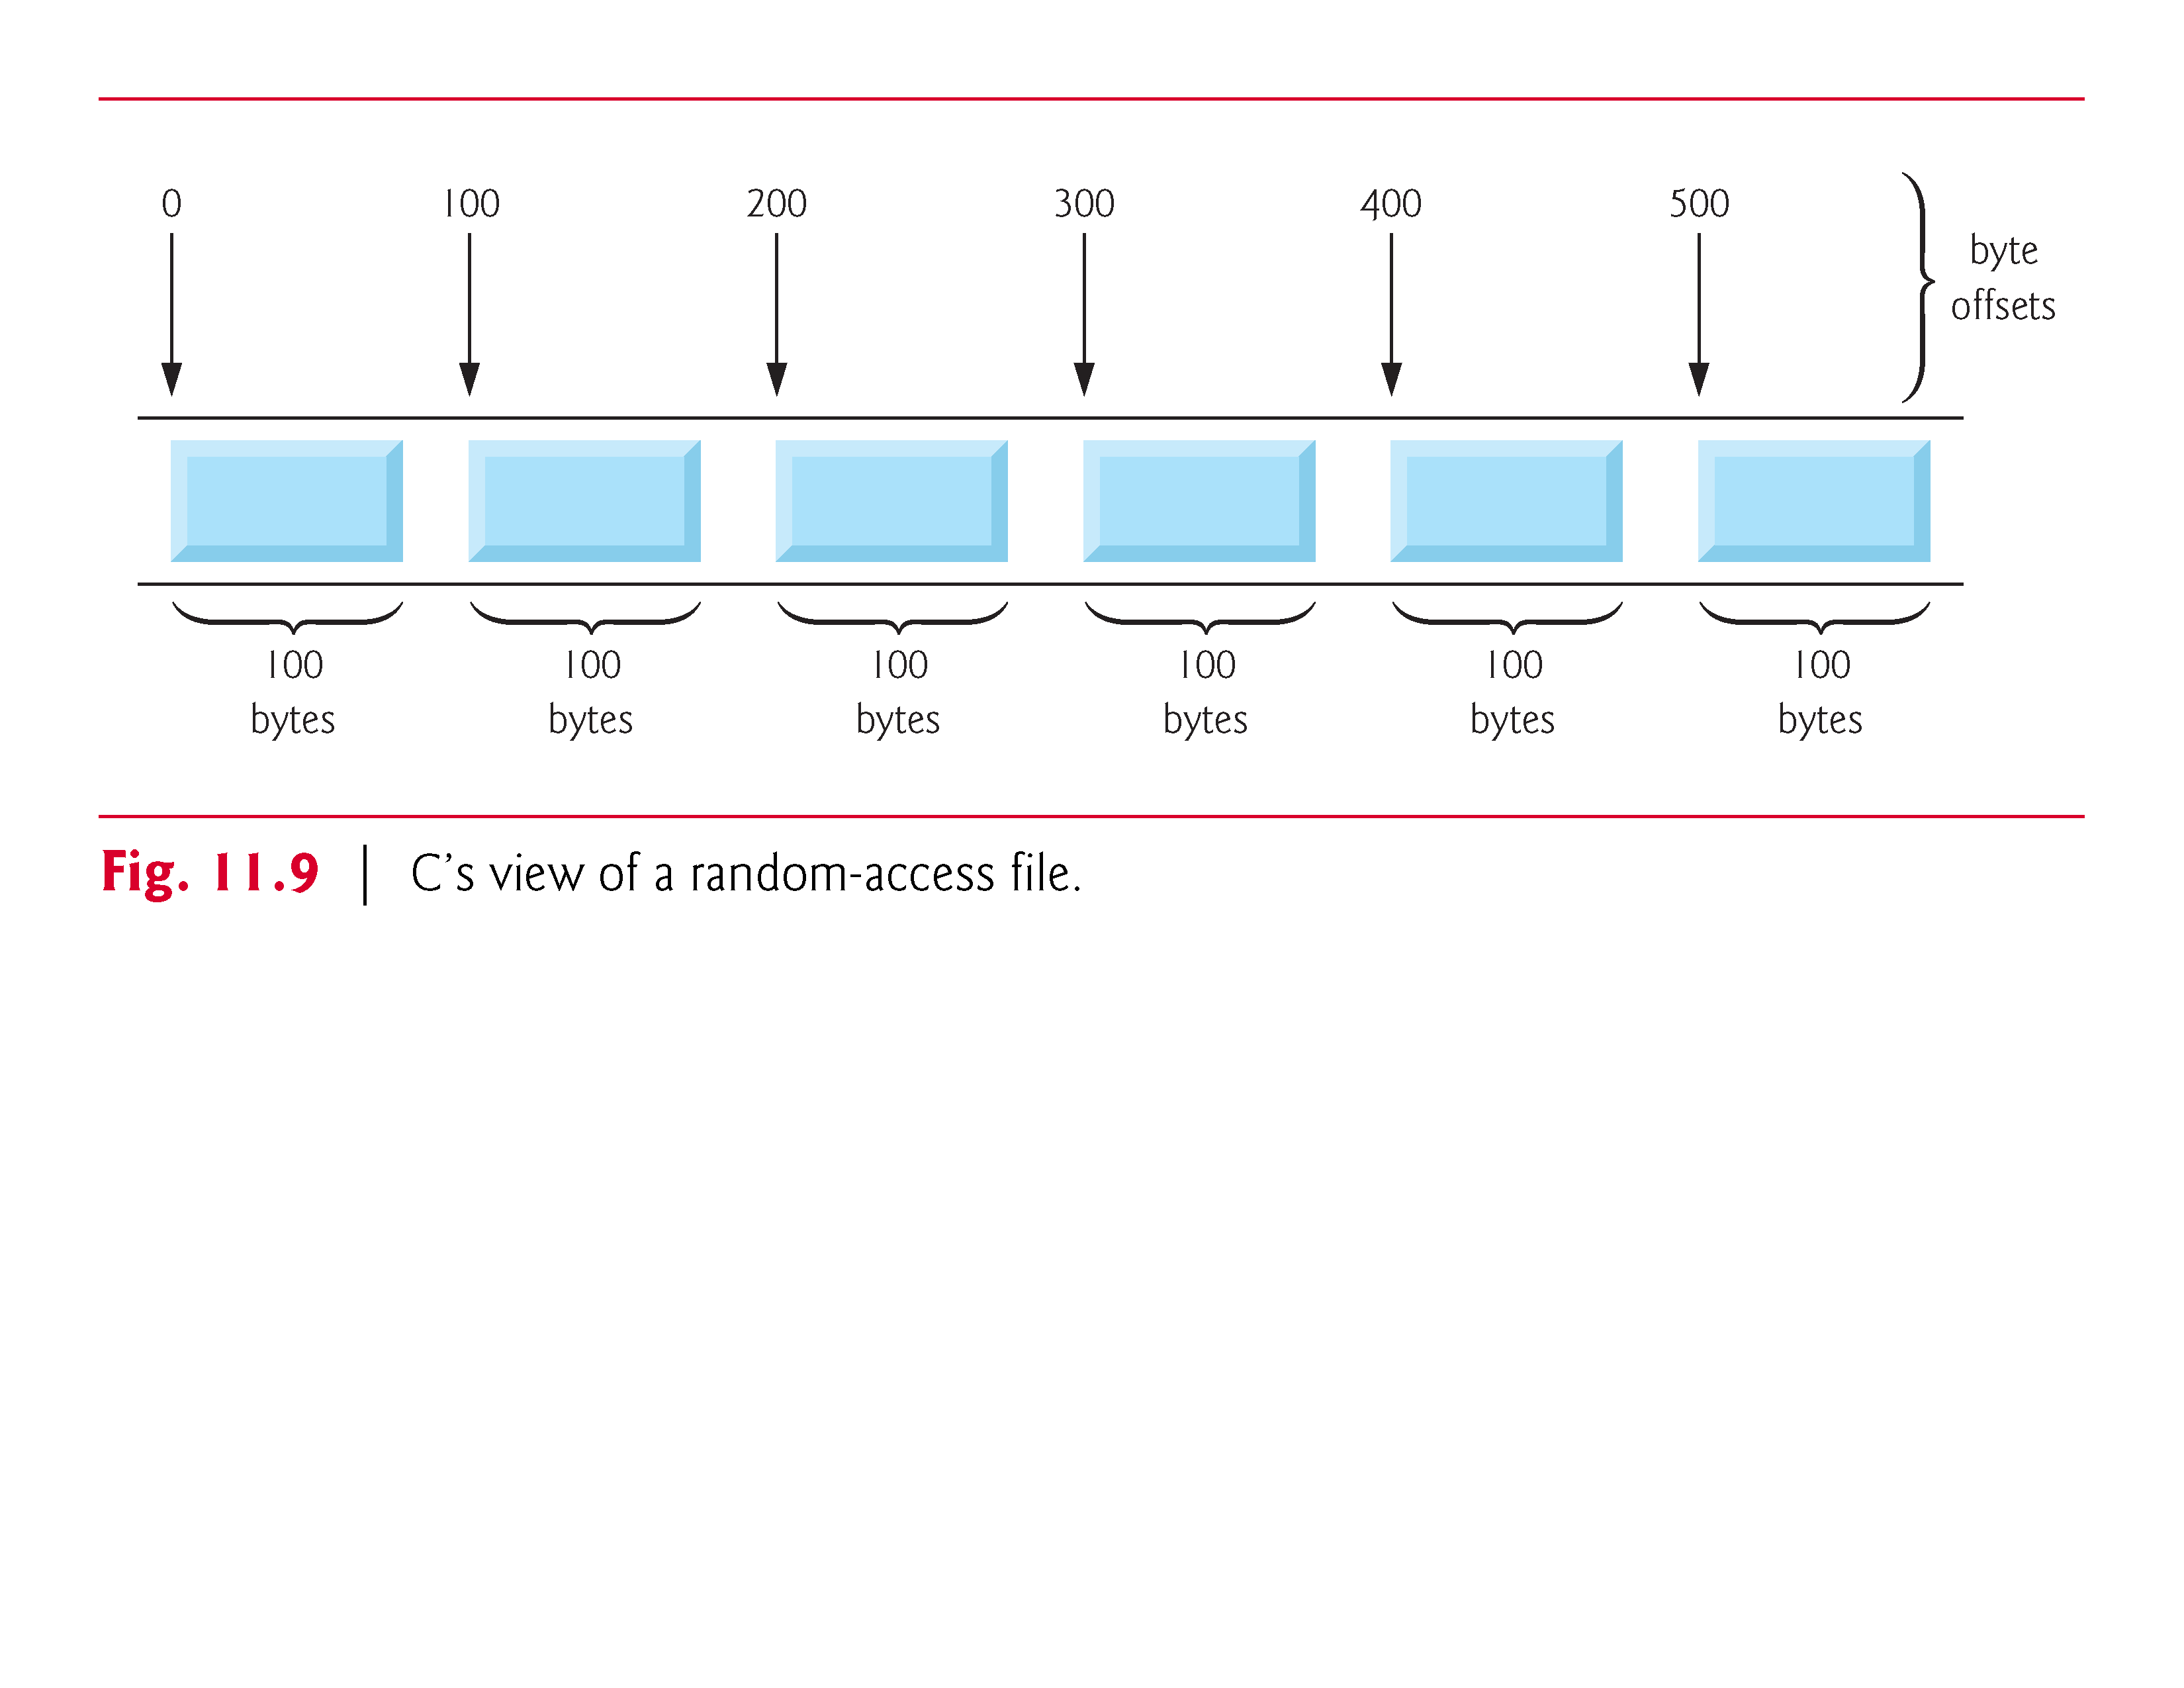 0 100 200 300 400 500
byte
offsets
100 100 100 100 100 100
bytes bytes bytes bytes bytes bytes
Fig. 11.9 | C’s view of a random-access file.